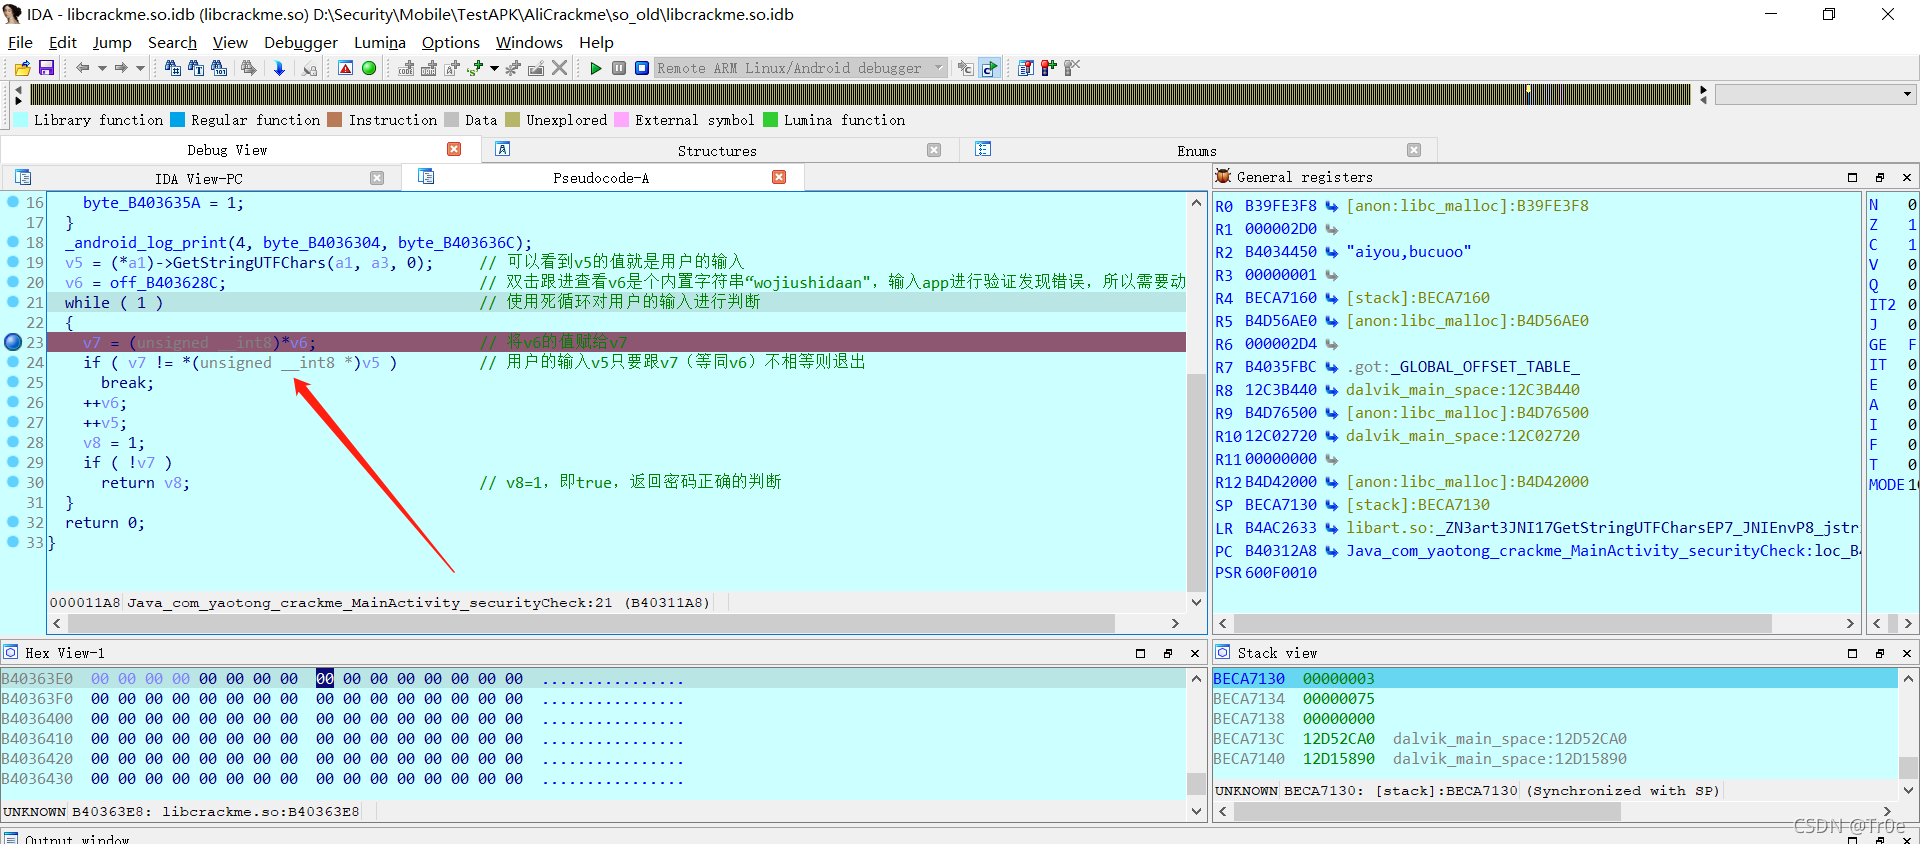 IDA - libcrackme.so.idb (libcrackme.so) D:\Security\Mobile\TestAPK\AliCrackme\so_old\libcrackme.so.idb
File Edit Jump Search View Debugger Lumina Options Windows Help
Remote ARM Linux/Android debugger
Library function Regular function Instruction Data Unexplored External symbol Lumina function
Debug View Structures Enums
IDA View-PC Pseudocode-A
16 byte_B403635A = 1;
17 }
18 _android_log_print(4, byte_B4036304, byte_B403636C);
19 v5 = (*a1)->GetStringUTFChars(a1, a3, 0); // 可以看到v5的值就是用户的输入
20 v6 = off_B403628C; // 双击跟进查看v6是个内置字符串“wojiushidaan"，输入app进行验证发现错误，所以需要动
21 while ( 1 ) // 使用死循环对用户的输入进行判断
22 {
23 v7 = (unsigned __int8)*v6; // 将v6的值赋给v7
24 if ( v7 != *(unsigned __int8 *)v5 ) // 用户的输入v5只要跟v7（等同v6）不相等则退出
25 break;
26 ++v6;
27 ++v5;
28 v8 = 1;
29 if ( !v7 )
30 return v8; // v8=1，即true，返回密码正确的判断
31 }
32 return 0;
33 }
000011A8 Java_com_yaotong_crackme_MainActivity_securityCheck:21 (B40311A8)
General registers
R0 B39FE3F8 [anon:libc_malloc]:B39FE3F8
R1 000002D0
R2 B4034450 "aiyou,bucuoo"
R3 00000001
R4 BECA7160 [stack]:BECA7160
R5 B4D56AE0 [anon:libc_malloc]:B4D56AE0
R6 000002D4
R7 B4035FBC .got:_GLOBAL_OFFSET_TABLE_
R8 12C3B440 dalvik_main_space:12C3B440
R9 B4D76500 [anon:libc_malloc]:B4D76500
R10 12C02720 dalvik_main_space:12C02720
R11 00000000
R12 B4D42000 [anon:libc_malloc]:B4D42000
SP BECA7130 [stack]:BECA7130
LR B4AC2633 libart.so:_ZN3art3JNI17GetStringUTFCharsEP7_JNIEnvP8_jstr
PC B40312A8 Java_com_yaotong_crackme_MainActivity_securityCheck:loc_B4
PSR 600F0010
N 0
Z 1
C 1
V 0
Q 0
IT2 0
J 0
GE F
IT 0
E 0
A 0
I 0
F 0
T 0
MODE 10
Hex View-1
B40363E0 00 00 00 00 00 00 00 00 00 00 00 00 00 00 00 00 ................
B40363F0 00 00 00 00 00 00 00 00 00 00 00 00 00 00 00 00 ................
B4036400 00 00 00 00 00 00 00 00 00 00 00 00 00 00 00 00 ................
B4036410 00 00 00 00 00 00 00 00 00 00 00 00 00 00 00 00 ................
B4036420 00 00 00 00 00 00 00 00 00 00 00 00 00 00 00 00 ................
B4036430 00 00 00 00 00 00 00 00 00 00 00 00 00 00 00 00 ................
UNKNOWN B40363E8: libcrackme.so:B40363E8
Stack view
BECA7130 00000003
BECA7134 00000075
BECA7138 00000000
BECA713C 12D52CA0 dalvik_main_space:12D52CA0
BECA7140 12D15890 dalvik_main_space:12D15890
UNKNOWN BECA7130: [stack]:BECA7130 (Synchronized with SP)
Output window
CSDN @Tr0e